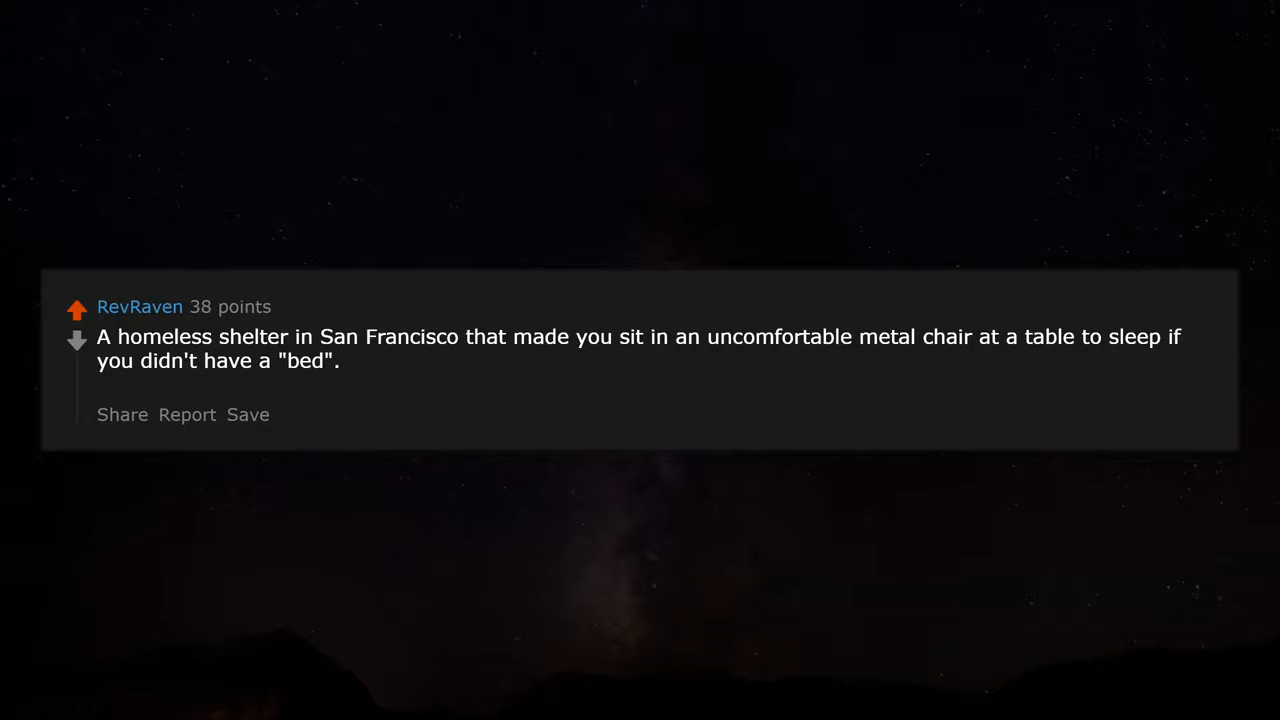 RevRaven 38 points
A homeless shelter in San Francisco that made you sit in an uncomfortable metal chair at a table to sleep if
you didn't have a "bed".
Share Report Save